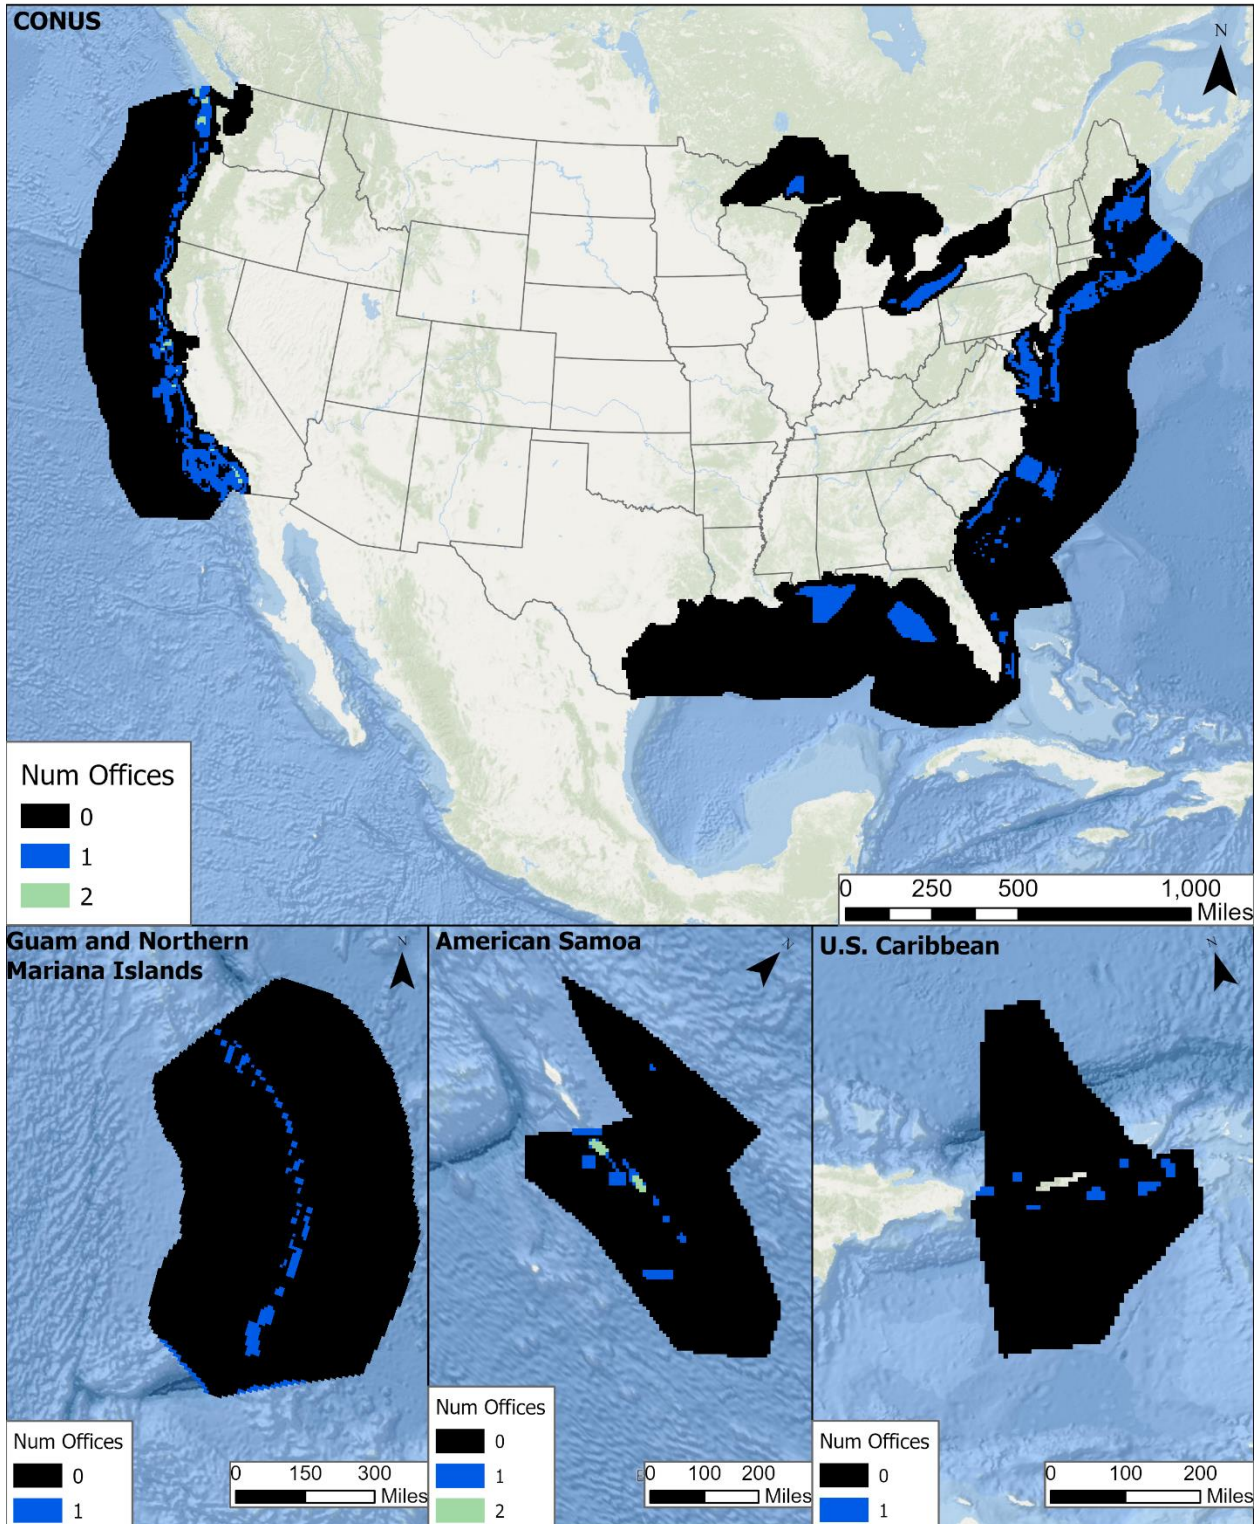 CONUS
N
Num Offices
0
1
2
0 250 500 1,000
Miles
Guam and Northern
Mariana Islands
N
Num Offices
0
1
0 150 300
Miles
American Samoa
N
Num Offices
0
1
2
0 100 200
Miles
U.S. Caribbean
N
Num Offices
0
1
0 100 200
Miles